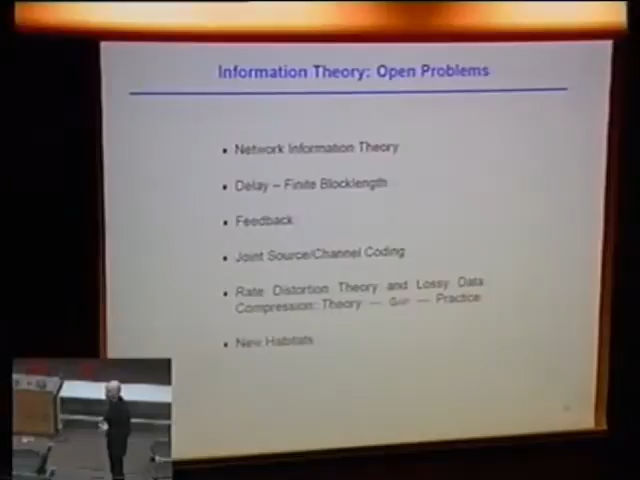 Information Theory: Open Problems
• Network Information Theory
• Delay – Finite Blocklength
• Feedback
• Joint Source/Channel Coding
• Rate Distortion Theory and Lossy Data
Compression: Theory — Gap — Practice
• New Habitats